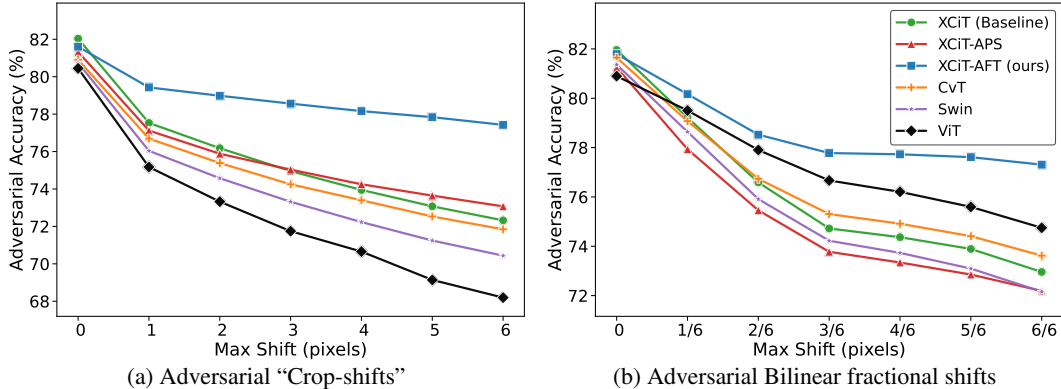 Adversarial Accuracy (%)
82
80
78
76
74
72
70
68
0
1
2
3
4
5
6
Max Shift (pixels)
(a) Adversarial “Crop-shifts”
Adversarial Accuracy (%)
82
80
78
76
74
72
0
1/6
2/6
3/6
4/6
5/6
6/6
Max Shift (pixels)
XCiT (Baseline)
XCiT-APS
XCiT-AFT (ours)
CvT
Swin
ViT
(b) Adversarial Bilinear fractional shifts